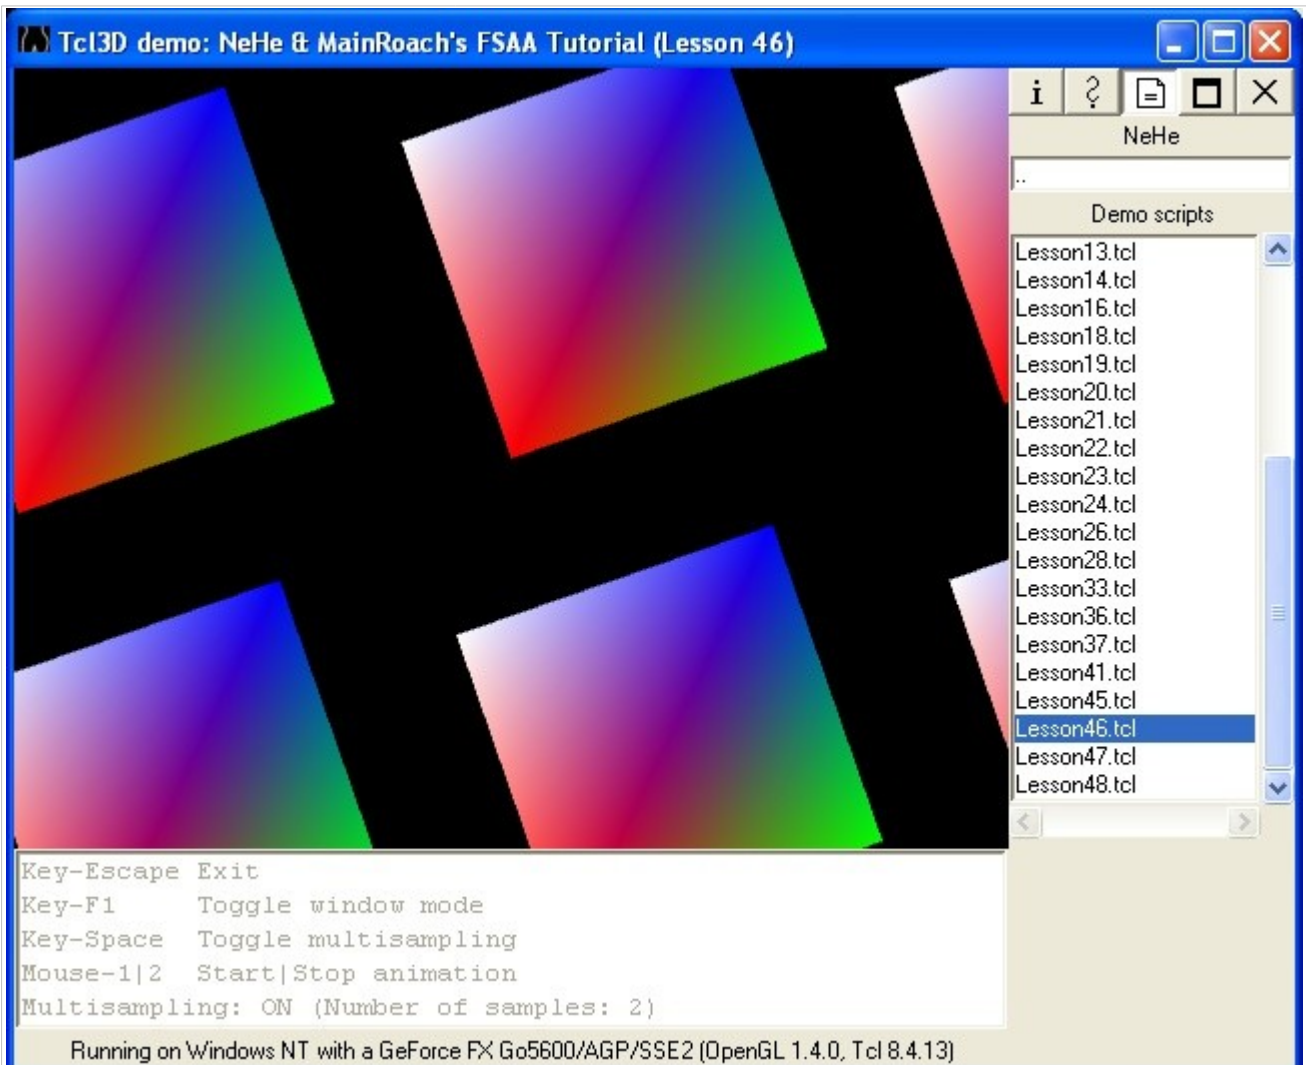 Tcl3D demo: NeHe & MainRoach's FSAA Tutorial (Lesson 46)
NeHe
..
Demo scripts
Lesson13.tcl
Lesson14.tcl
Lesson16.tcl
Lesson18.tcl
Lesson19.tcl
Lesson20.tcl
Lesson21.tcl
Lesson22.tcl
Lesson23.tcl
Lesson24.tcl
Lesson26.tcl
Lesson28.tcl
Lesson33.tcl
Lesson36.tcl
Lesson37.tcl
Lesson41.tcl
Lesson45.tcl
Lesson46.tcl
Lesson47.tcl
Lesson48.tcl
Key-Escape Exit
Key-F1 Toggle window mode
Key-Space Toggle multisampling
Mouse-1|2 Start|Stop animation
Multisampling: ON (Number of samples: 2)
Running on Windows NT with a GeForce FX Go5600/AGP/SSE2 (OpenGL 1.4.0, Tcl 8.4.13)